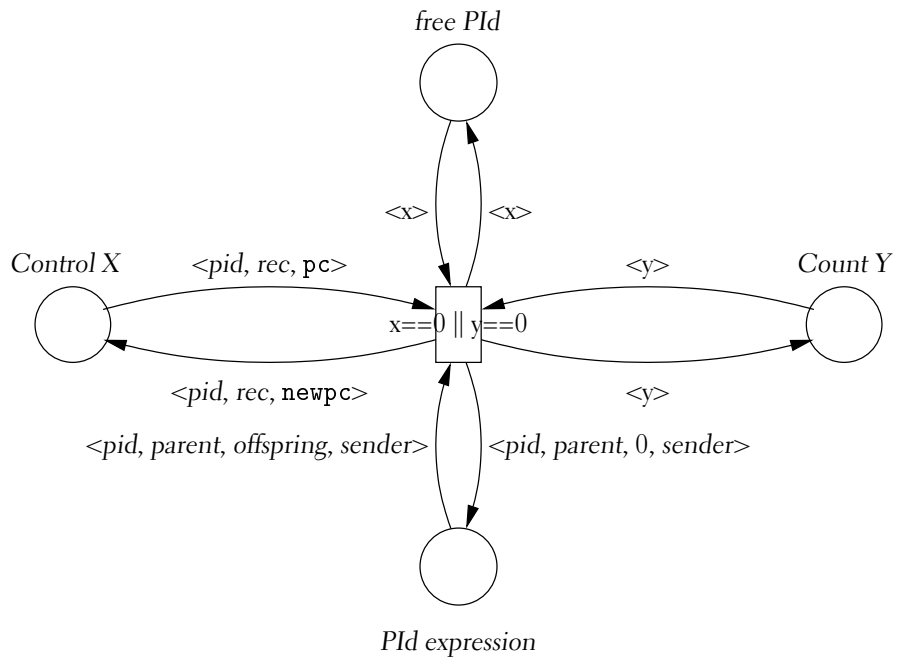 free PId
<x> <x>
Control X <pid, rec, pc> <y> Count Y
x==0 || y==0
<pid, rec, newpc> <y>
<pid, parent, offspring, sender> <pid, parent, 0, sender>
PId expression